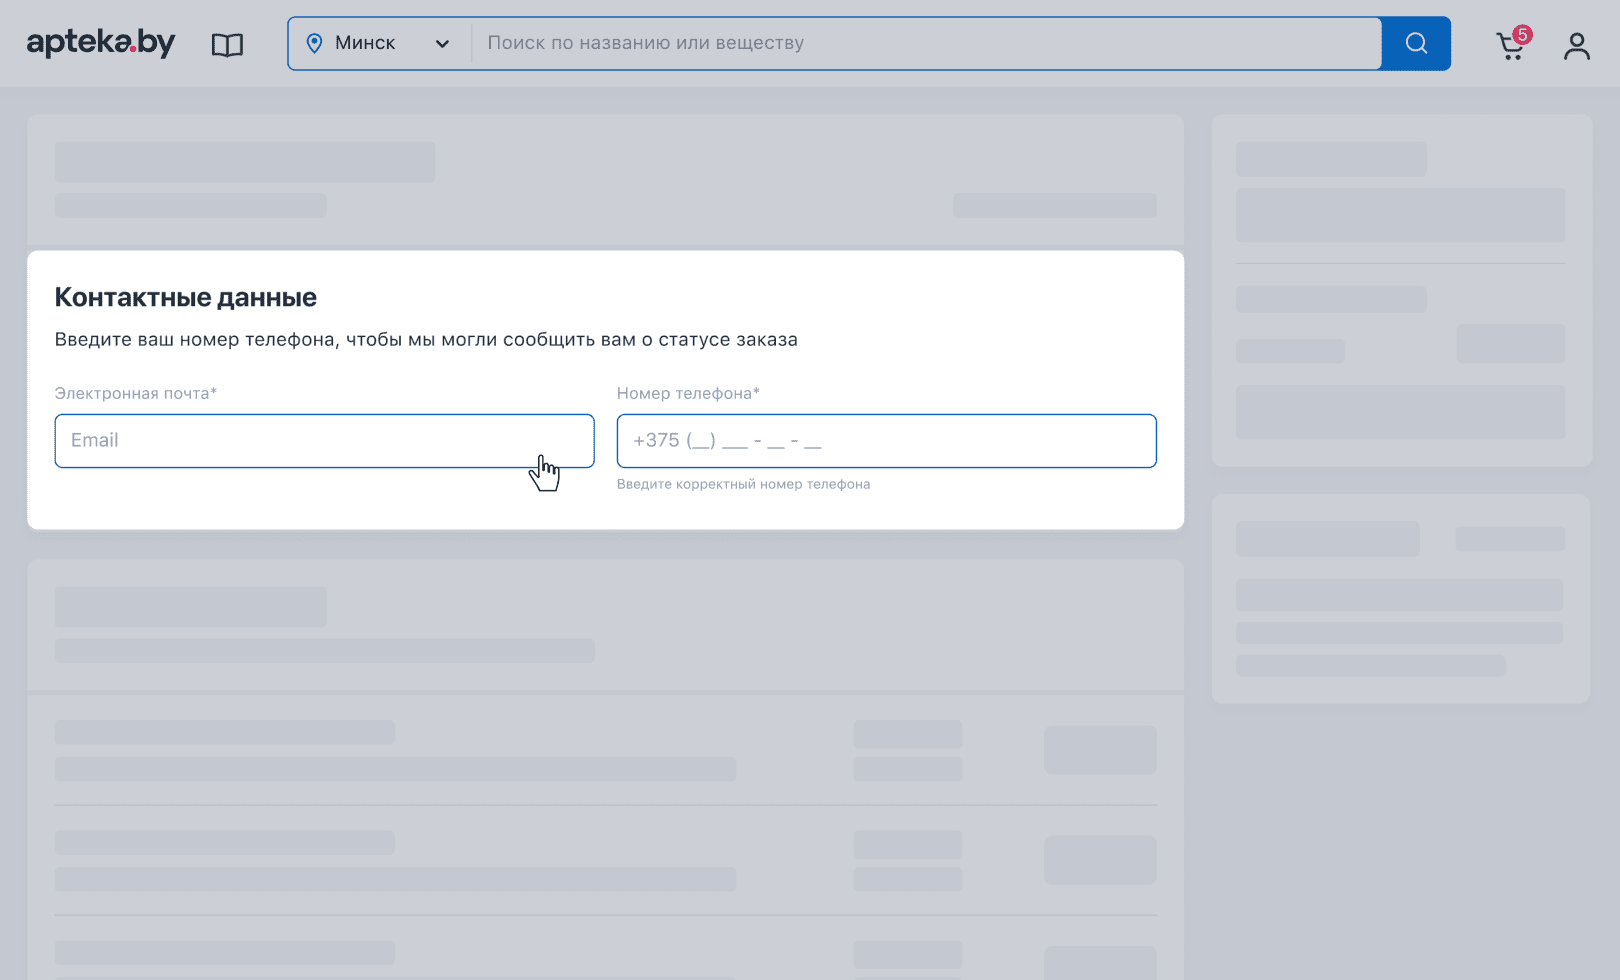 apteka.by
Минск
Поиск по названию или веществу
5
Контактные данные
Введите ваш номер телефона, чтобы мы могли сообщить вам о статусе заказа
Электронная почта*
Номер телефона*
Email
+375 (__) ___ - __ - __
Введите корректный номер телефона